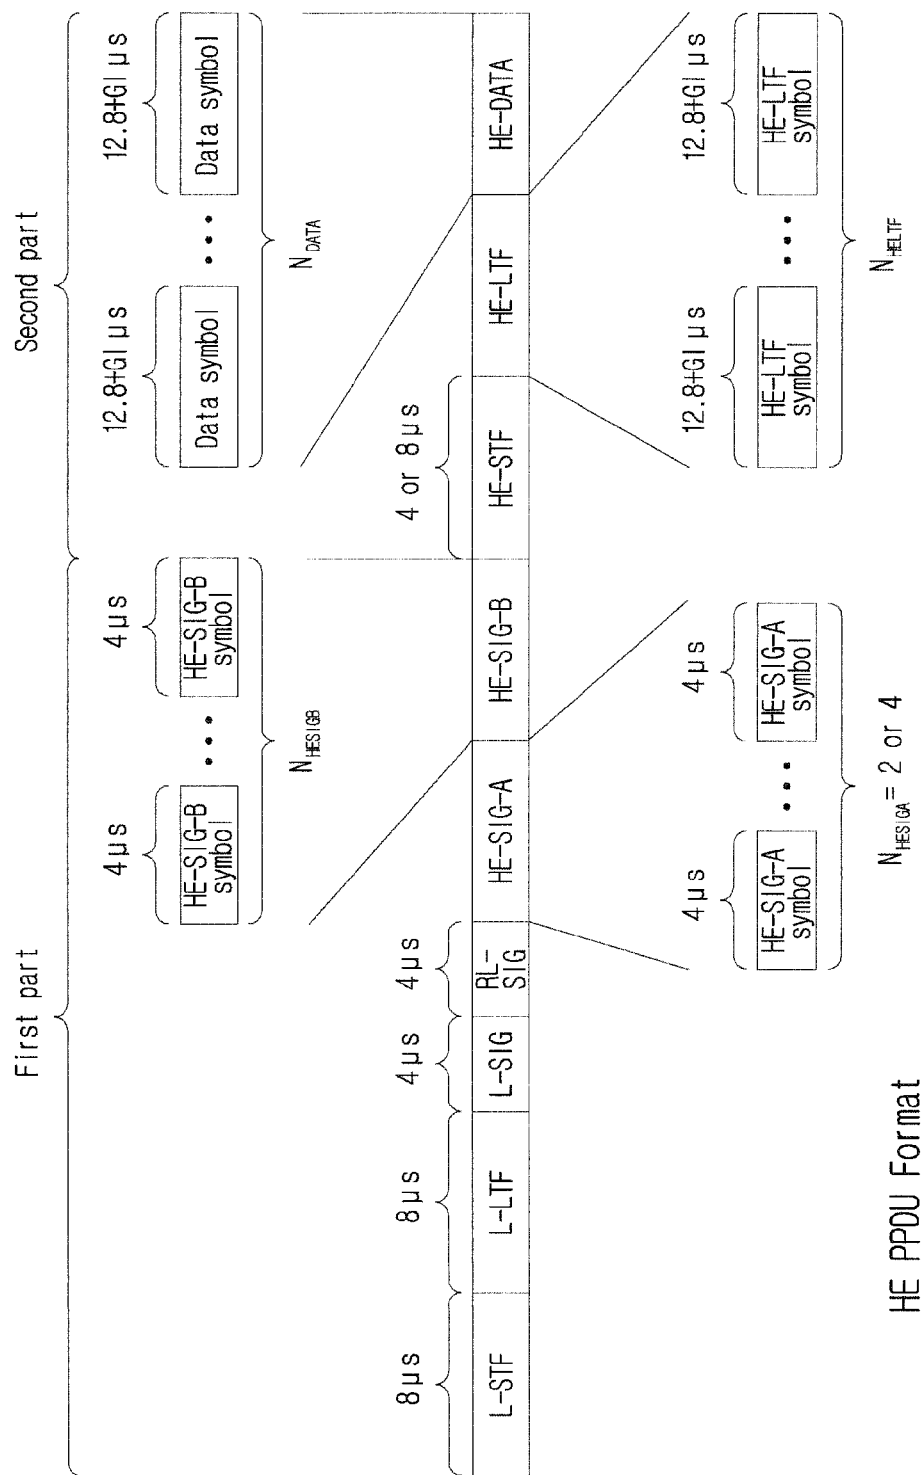 First part
Second part
4μs
4μs
12.8+GI μs
12.8+GI μs
HE-SIG-B symbol
HE-SIG-B symbol
Data symbol
Data symbol
N_HESIGB
N_DATA
8μs
8μs
4μs
4μs
4 or 8μs
L-STF
L-LTF
L-SIG
RL-SIG
HE-SIG-A
HE-SIG-B
HE-STF
HE-LTF
HE-DATA
4μs
4μs
12.8+GI μs
12.8+GI μs
HE-SIG-A symbol
HE-SIG-A symbol
HE-LTF symbol
HE-LTF symbol
N_HESIGA = 2 or 4
N_HELTF
HE PPDU Format